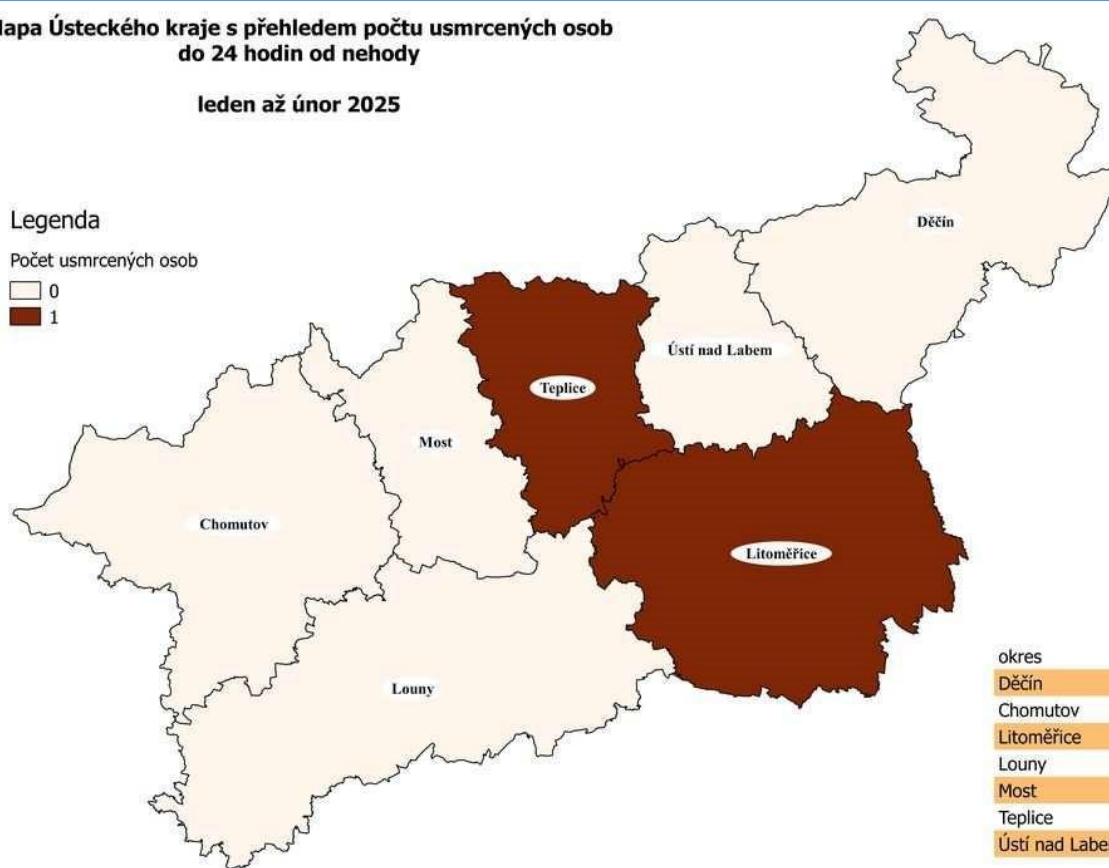 lapa Ústeckého kraje s přehledem počtu usmrcených osob
do 24 hodin od nehody
leden až únor 2025
Legenda
Počet usmrcených osob
0
1
Děčín
Ústí nad Labem
Teplice
Most
Chomutov
Litoměřice
Louny
okres
Děčín
Chomutov
Litoměřice
Louny
Most
Teplice
Ústí nad Labe